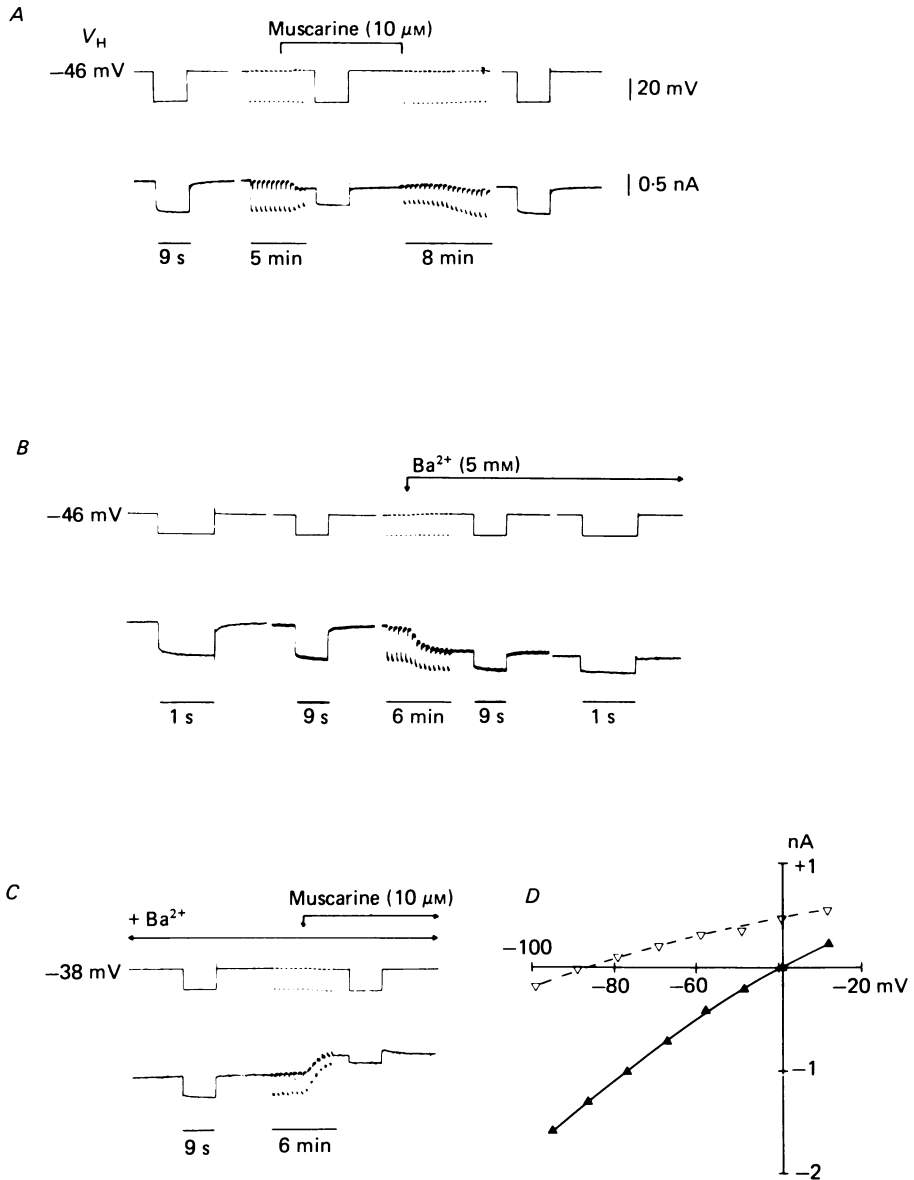 A
Muscarine (10 μM)
V_H
−46 mV
20 mV
0·5 nA
9 s
5 min
8 min
B
Ba²⁺ (5 mM)
−46 mV
1 s
9 s
6 min
9 s
1 s
C
Muscarine (10 μM)
+ Ba²⁺
−38 mV
9 s
6 min
D
nA
+1
−100
−80
−60
−20 mV
−1
−2